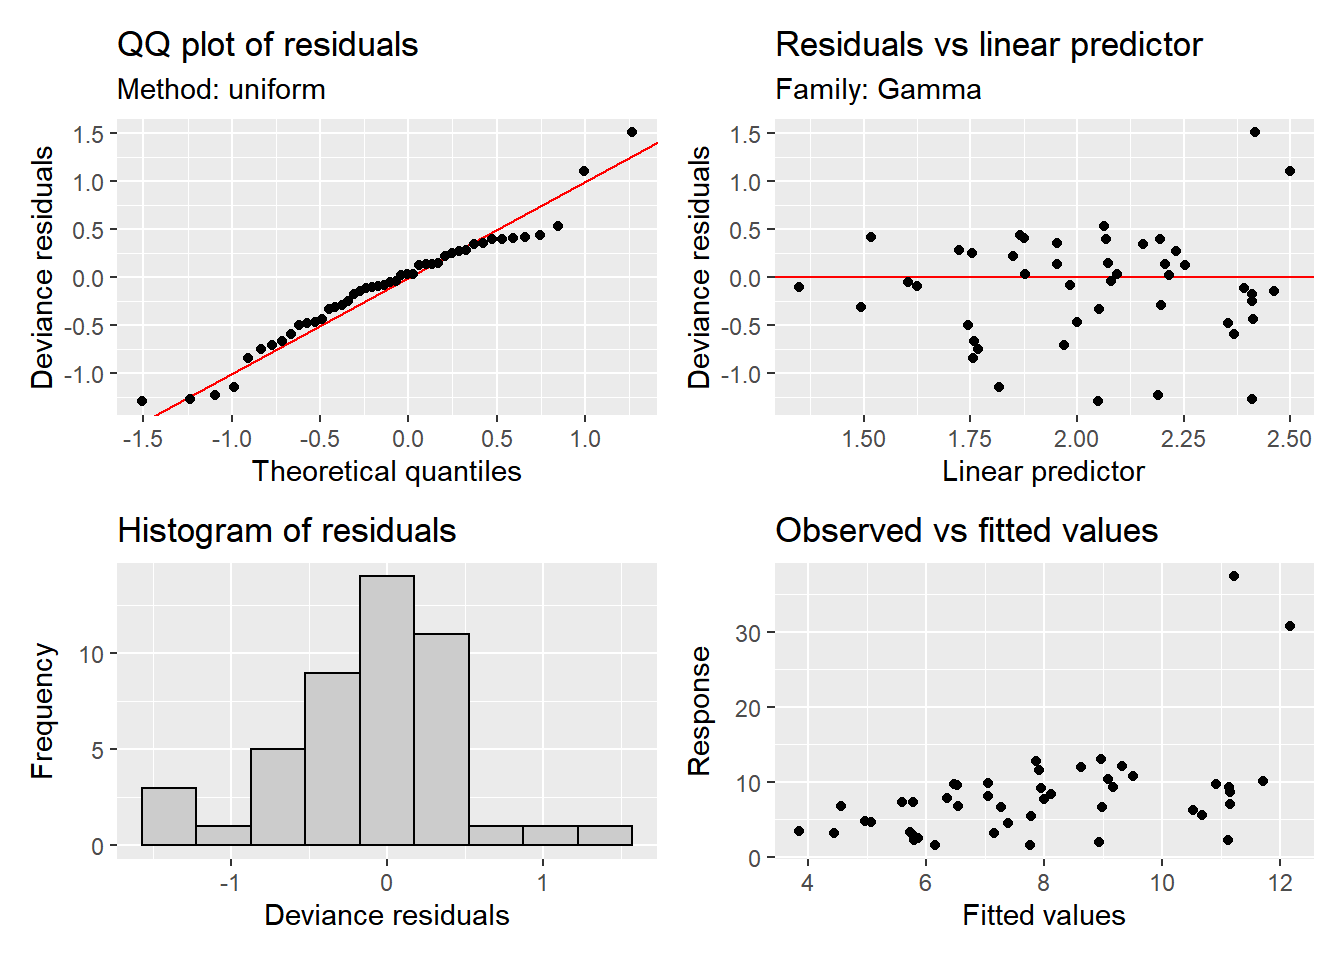 QQ plot of residuals
Method: uniform
Deviance residuals
1.5
1.0
0.5
0.0
-0.5
-1.0
-1.5 -1.0 -0.5 0.0 0.5 1.0
Theoretical quantiles
Residuals vs linear predictor
Family: Gamma
Deviance residuals
1.5
1.0
0.5
0.0
-0.5
-1.0
1.50 1.75 2.00 2.25 2.50
Linear predictor
Histogram of residuals
Frequency
10
5
0
-1 0 1
Deviance residuals
Observed vs fitted values
Response
30
20
10
0
4 6 8 10 12
Fitted values